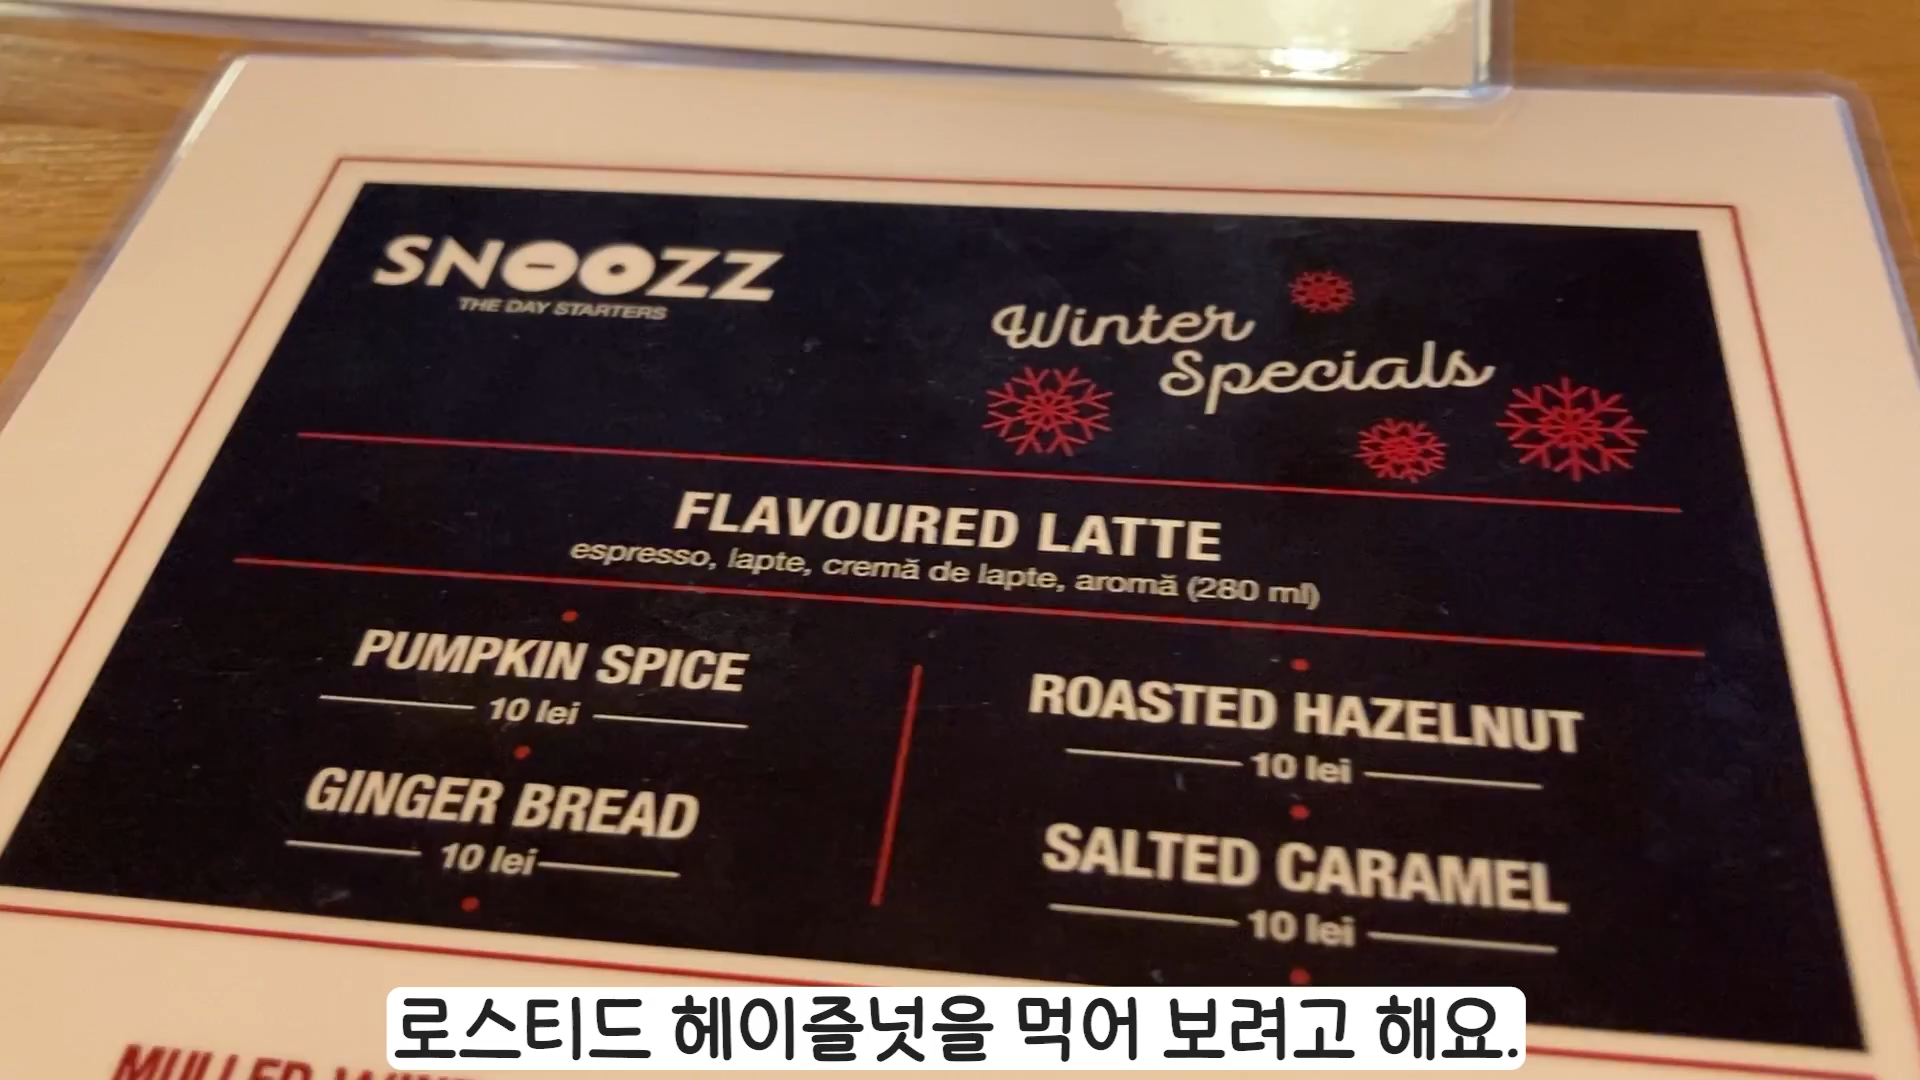 SNOOZZ
THE DAY STARTERS
Winter
Specials
FLAVOURED LATTE
espresso, lapte, cremă de lapte, aromă (280 ml)
PUMPKIN SPICE
10 lei
GINGER BREAD
10 lei
ROASTED HAZELNUT
10 lei
SALTED CARAMEL
10 lei
MULLED
로스티드 헤이즐넛을 먹어 보려고 해요.